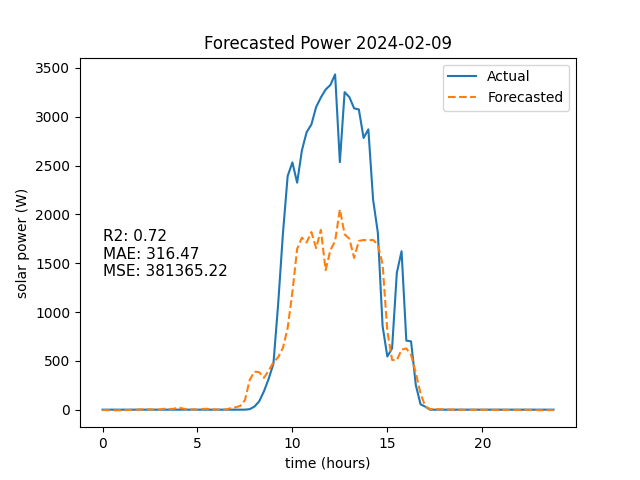 Forecasted Power 2024-02-09
solar power (W)
3500
3000
2500
2000
1500
1000
500
0
Actual
Forecasted
R2: 0.72
MAE: 316.47
MSE: 381365.22
0 5 10 15 20
time (hours)